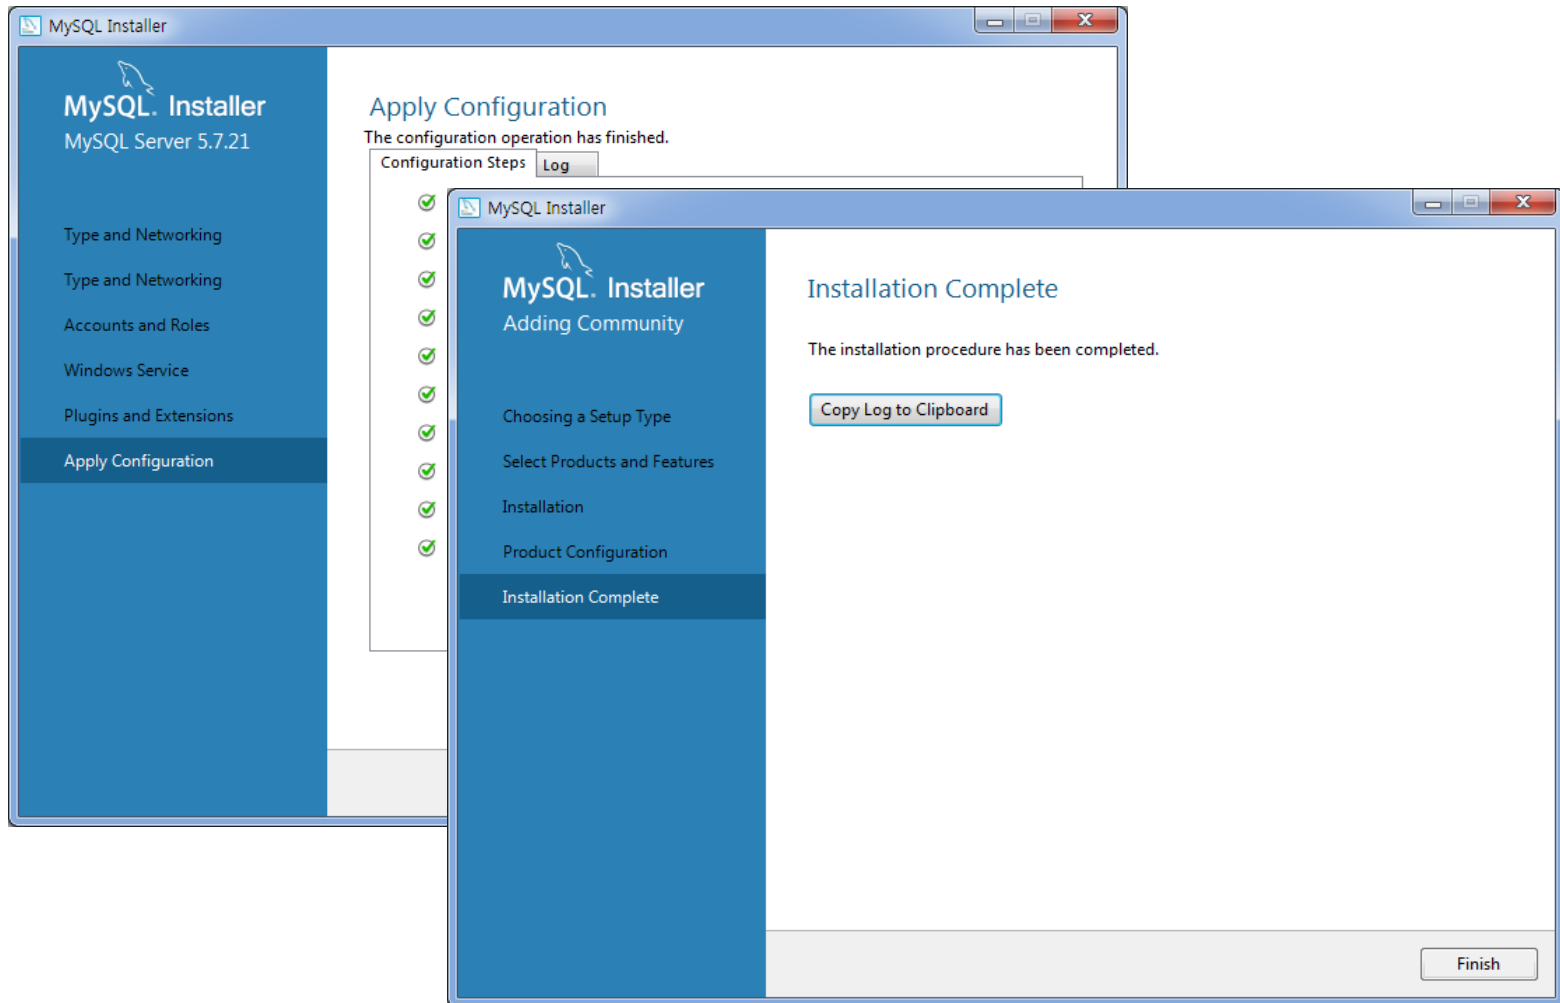 MySQL Installer
MySQL. Installer
MySQL Server 5.7.21
Type and Networking
Type and Networking
Accounts and Roles
Windows Service
Plugins and Extensions
Apply Configuration
Apply Configuration
The configuration operation has finished.
Configuration Steps
Log
MySQL Installer
MySQL. Installer
Adding Community
Choosing a Setup Type
Select Products and Features
Installation
Product Configuration
Installation Complete
Installation Complete
The installation procedure has been completed.
Copy Log to Clipboard
Finish